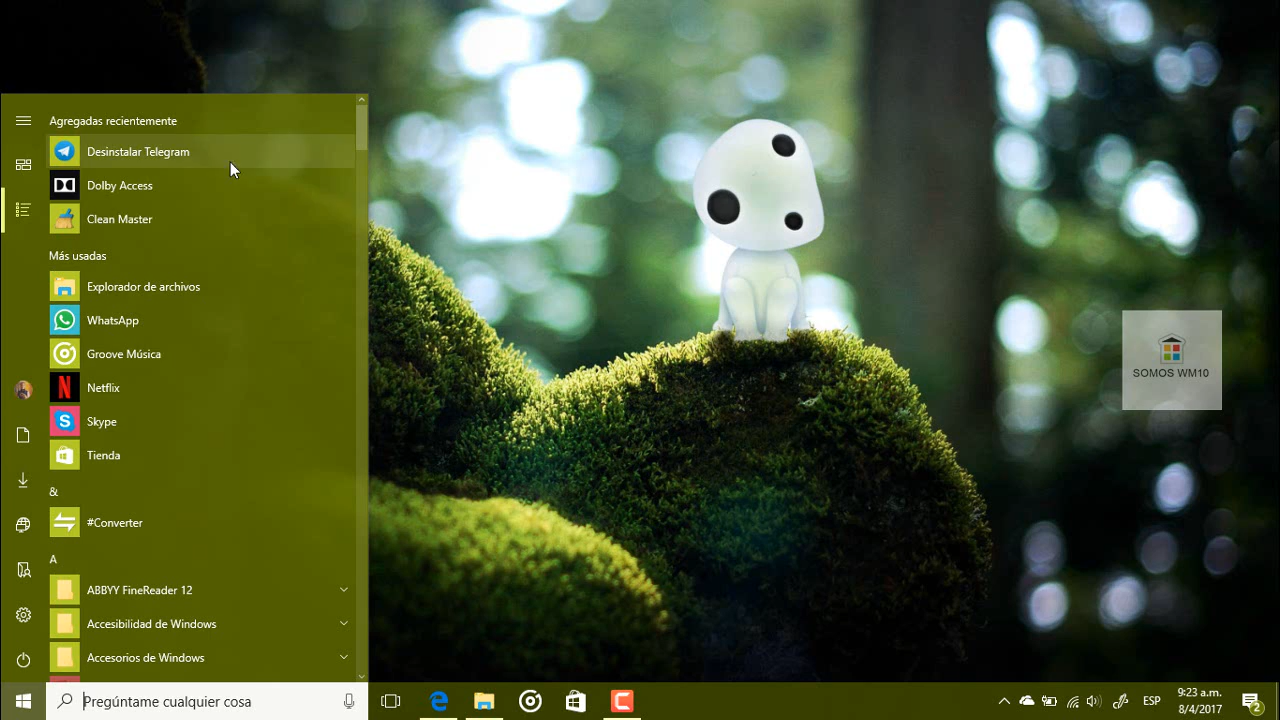 Agregadas recientemente
Desinstalar Telegram
Dolby Access
Clean Master
Más usadas
Explorador de archivos
WhatsApp
Groove Música
Netflix
Skype
Tienda
&
#Converter
A
ABBYY FineReader 12
Accesibilidad de Windows
Accesorios de Windows
SOMOS WM10
Pregúntame cualquier cosa
ESP
9:23 a.m.
8/4/2017
2